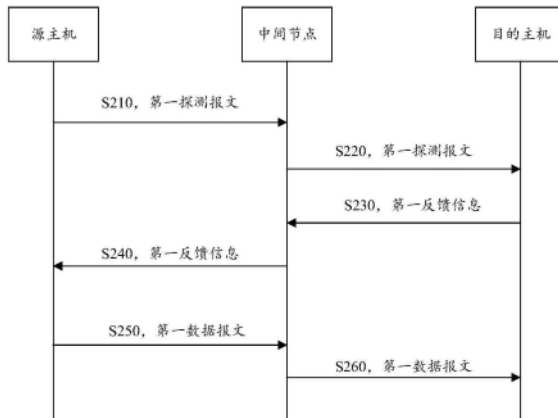 源主机
中间节点
目的主机
S210，第一探测报文
S220，第一探测报文
S230，第一反馈信息
S240，第一反馈信息
S250，第一数据报文
S260，第一数据报文